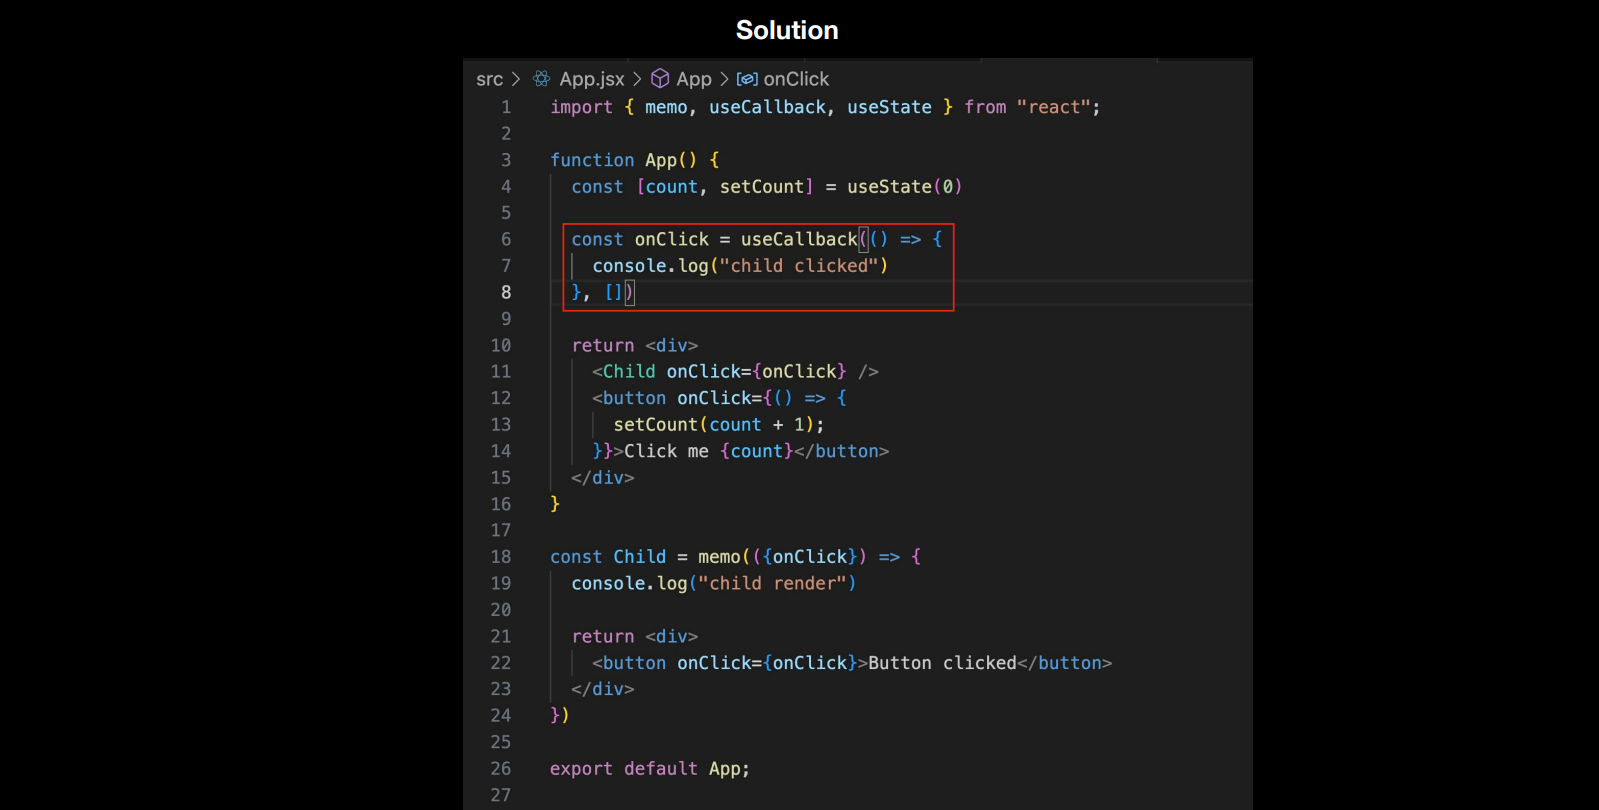 Solution
src > App.jsx > App > onClick
1 import { memo, useCallback, useState } from "react";
2
3 function App() {
4 const [count, setCount] = useState(0)
5
6 const onClick = useCallback(() => {
7 console.log("child clicked")
8 }, [])
9
10 return <div>
11 <Child onClick={onClick} />
12 <button onClick={() => {
13 setCount(count + 1);
14 }}>Click me {count}</button>
15 </div>
16 }
17
18 const Child = memo(({onClick}) => {
19 console.log("child render")
20
21 return <div>
22 <button onClick={onClick}>Button clicked</button>
23 </div>
24 })
25
26 export default App;
27